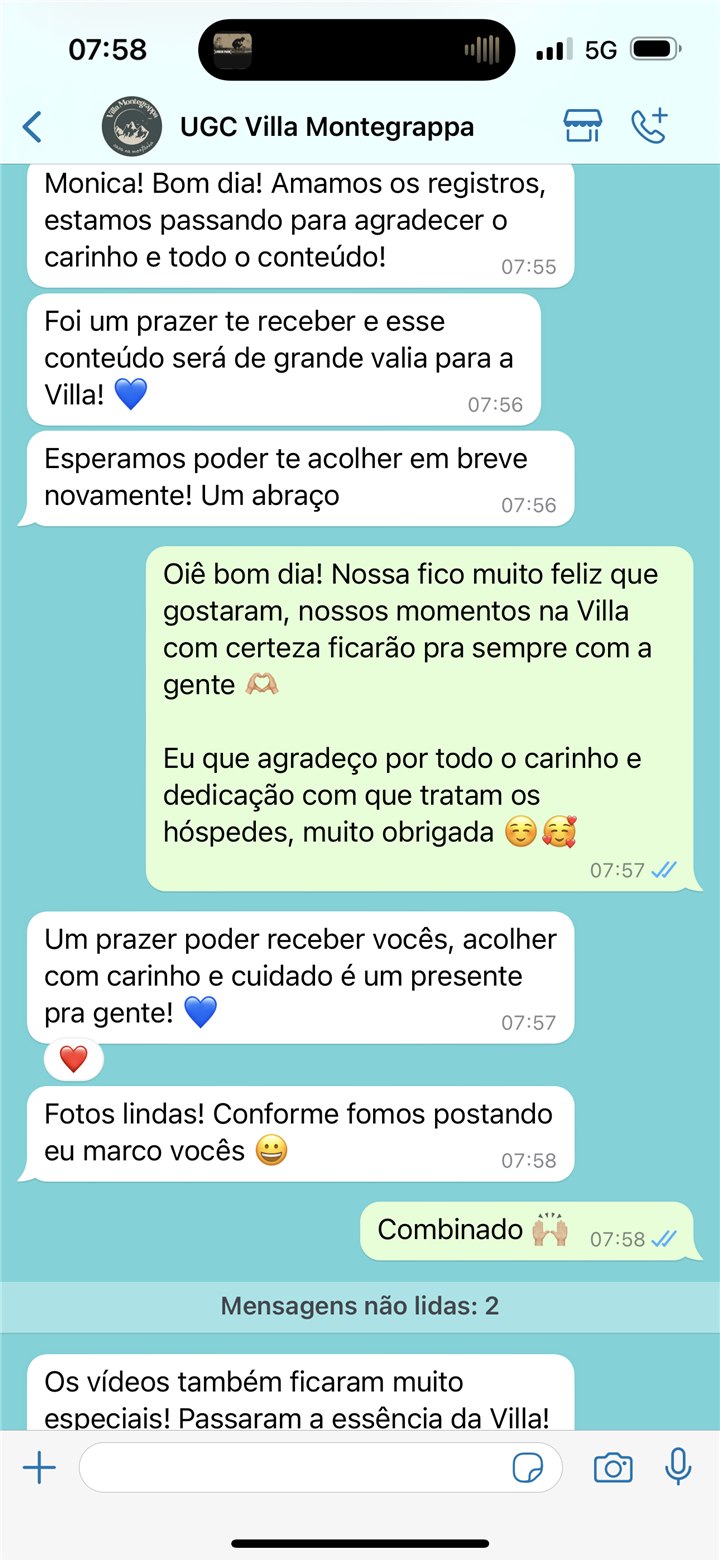 07:58
5G
Villa Montegrappa
UGC Villa Montegrappa
Monica! Bom dia! Amamos os registros,
estamos passando para agradecer o
carinho e todo o conteúdo!
07:55
Foi um prazer te receber e esse
conteúdo será de grande valia para a
Villa! 💙
07:56
Esperamos poder te acolher em breve
novamente! Um abraço
07:56
Oiê bom dia! Nossa fico muito feliz que
gostaram, nossos momentos na Villa
com certeza ficarão pra sempre com a
gente 🫶🏼
Eu que agradeço por todo o carinho e
dedicação com que tratam os
hóspedes, muito obrigada ☺️🥰
07:57
Um prazer poder receber vocês, acolher
com carinho e cuidado é um presente
pra gente! 💙
07:57
❤️
Fotos lindas! Conforme fomos postando
eu marco vocês 😀
07:58
Combinado 🙌🏼 07:58
Mensagens não lidas: 2
Os vídeos também ficaram muito
especiais! Passaram a essência da Villa!